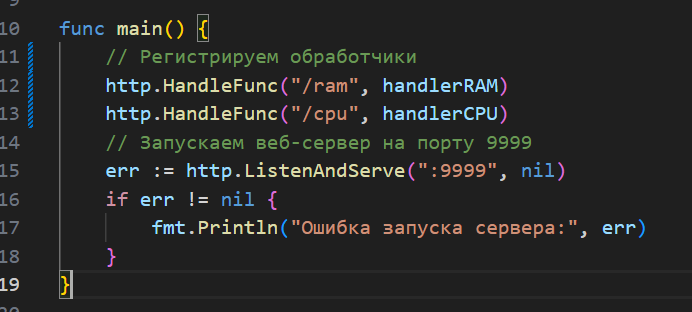 10 func main() {
11     // Регистрируем обработчики
12     http.HandleFunc("/ram", handlerRAM)
13     http.HandleFunc("/cpu", handlerCPU)
14     // Запускаем веб-сервер на порту 9999
15     err := http.ListenAndServe(":9999", nil)
16     if err != nil {
17         fmt.Println("Ошибка запуска сервера:", err)
18     }
19 }